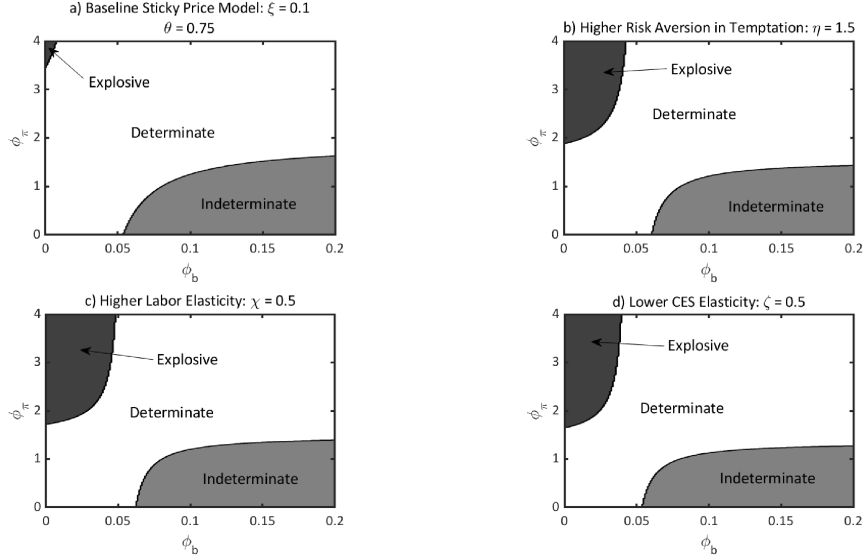 a) Baseline Sticky Price Model: ξ = 0.1
θ = 0.75
4
3
2
1
0
ϕπ
Explosive
Determinate
Indeterminate
0
0.05
0.1
0.15
0.2
ϕb
b) Higher Risk Aversion in Temptation: η = 1.5
4
3
2
1
0
ϕπ
Explosive
Determinate
Indeterminate
0
0.05
0.1
0.15
0.2
ϕb
c) Higher Labor Elasticity: χ = 0.5
4
3
2
1
0
ϕπ
Explosive
Determinate
Indeterminate
0
0.05
0.1
0.15
0.2
ϕb
d) Lower CES Elasticity: ζ = 0.5
4
3
2
1
0
ϕπ
Explosive
Determinate
Indeterminate
0
0.05
0.1
0.15
0.2
ϕb